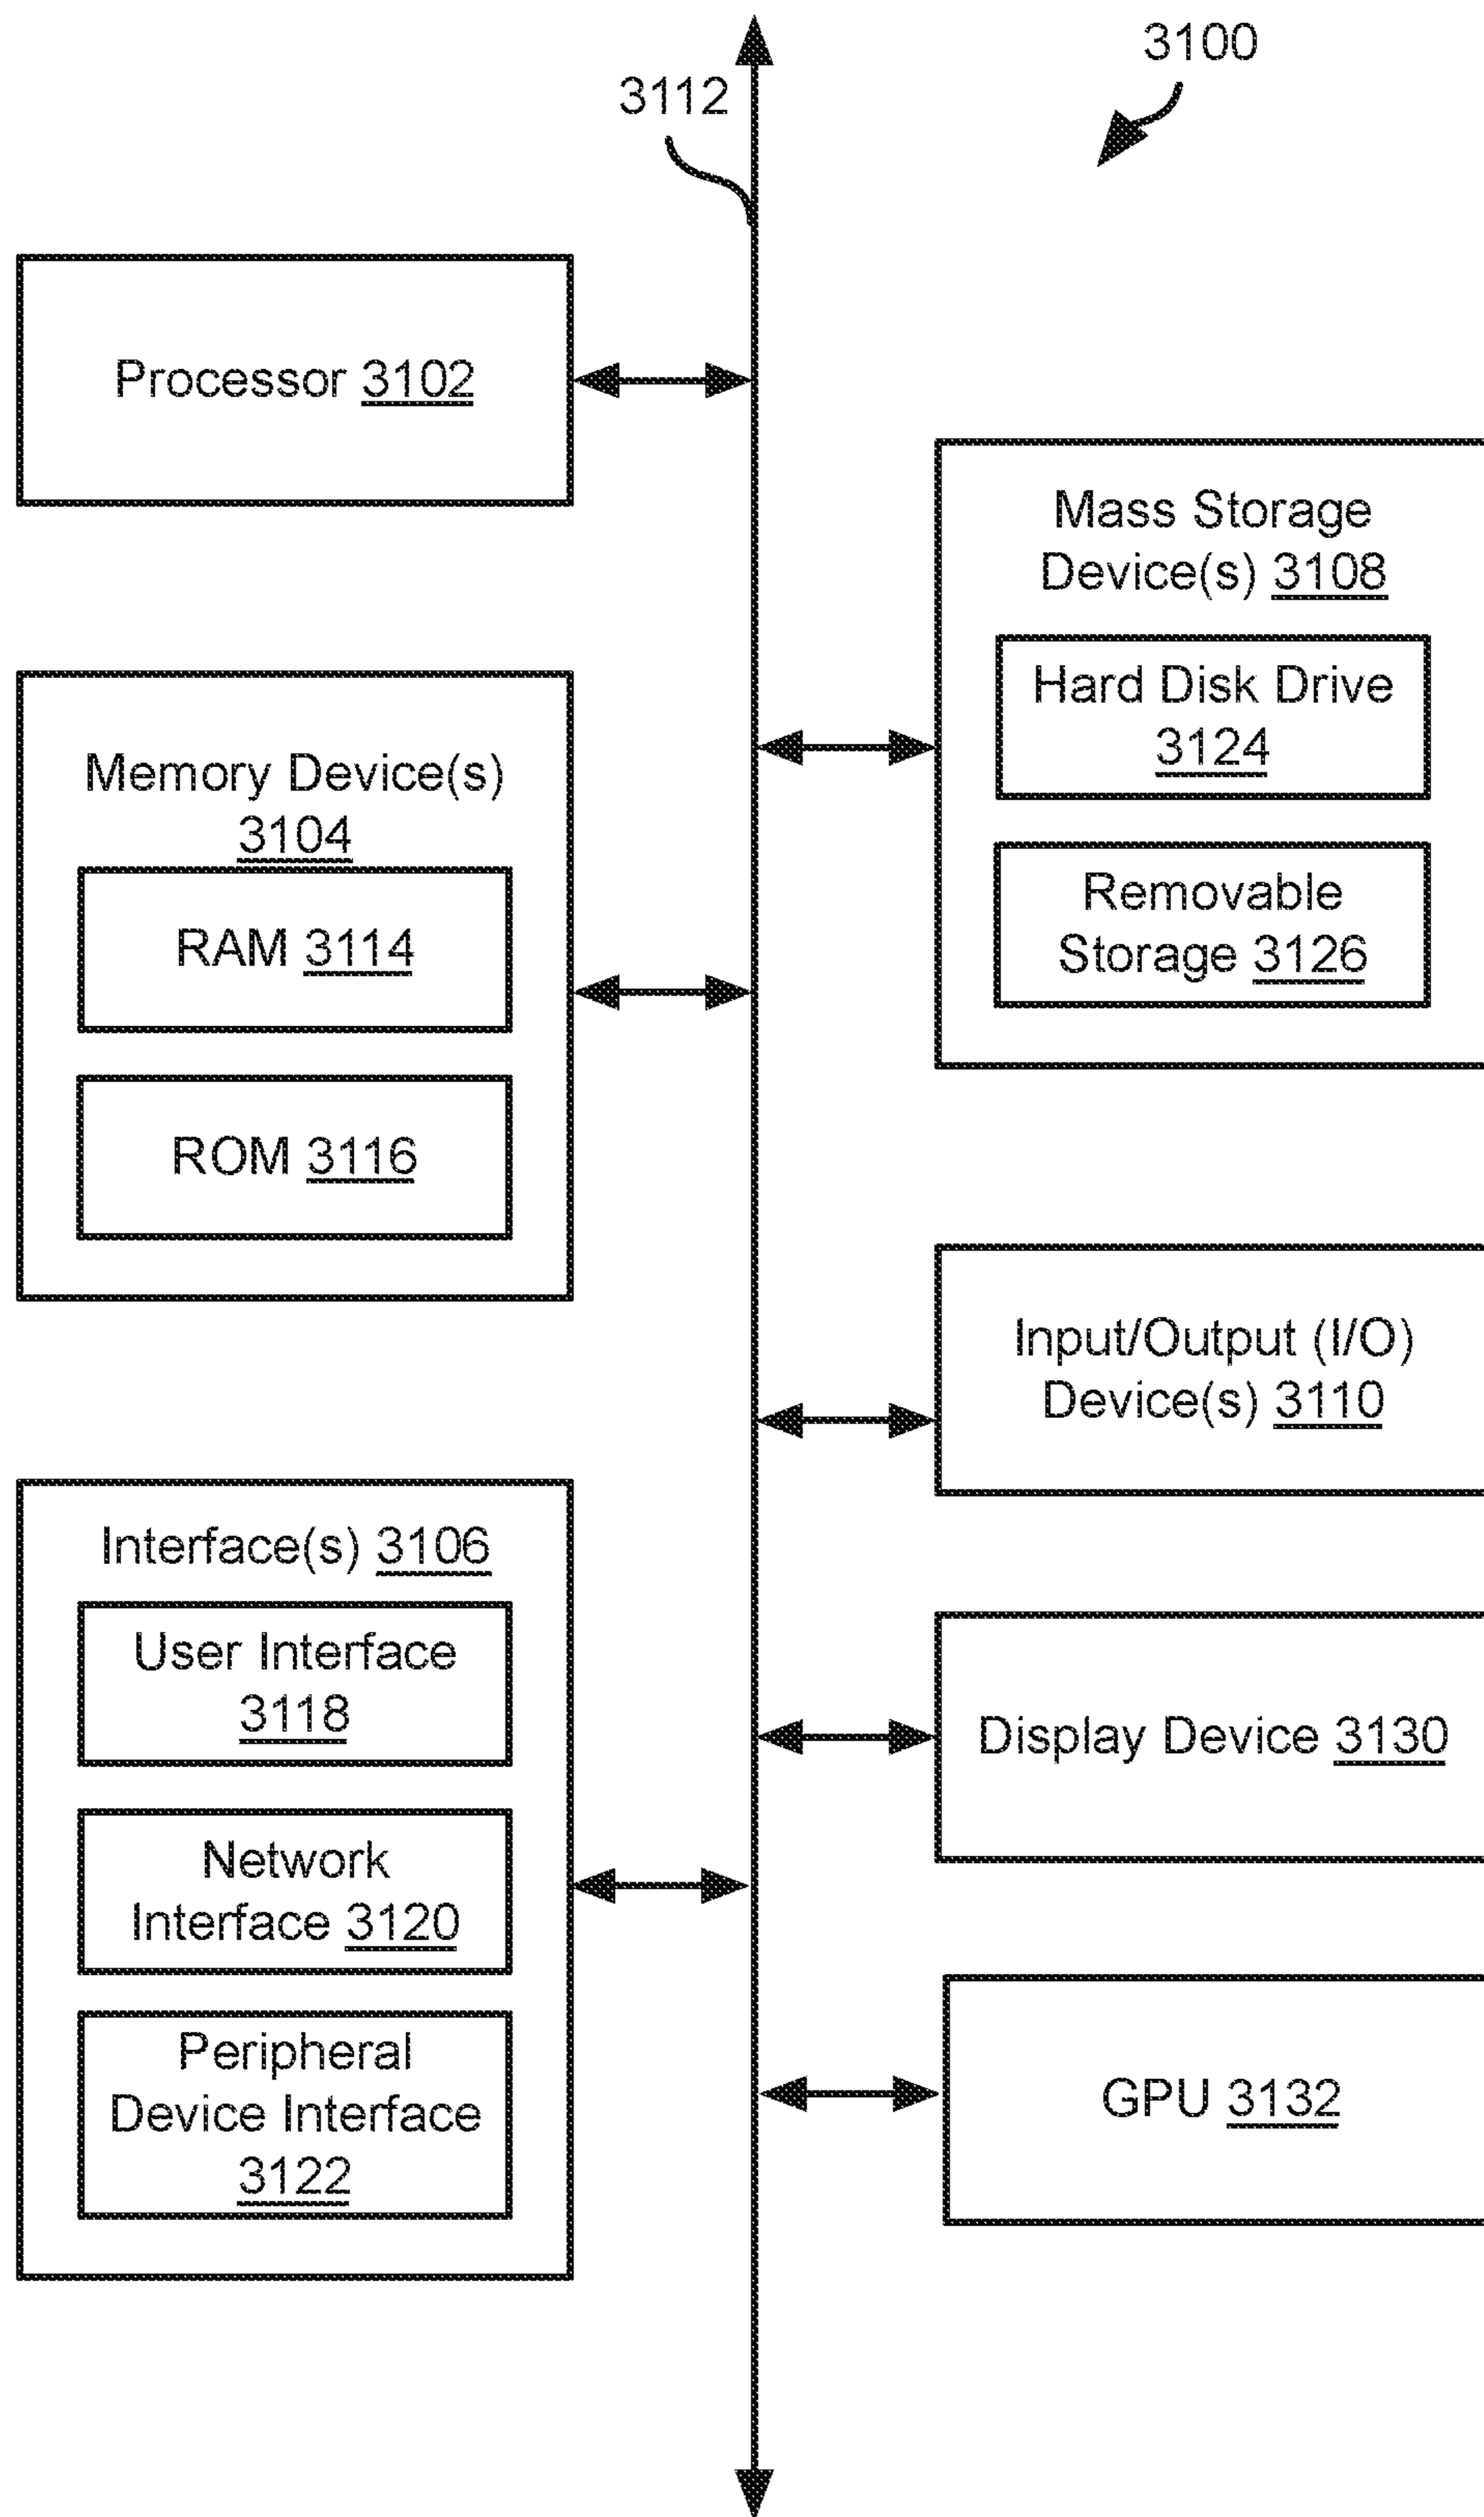 3100
3112
Processor 3102
Mass Storage
Device(s) 3108
Hard Disk Drive
3124
Removable
Storage 3126
Memory Device(s)
3104
RAM 3114
ROM 3116
Input/Output (I/O)
Device(s) 3110
Interface(s) 3106
User Interface
3118
Network
Interface 3120
Peripheral
Device Interface
3122
Display Device 3130
GPU 3132